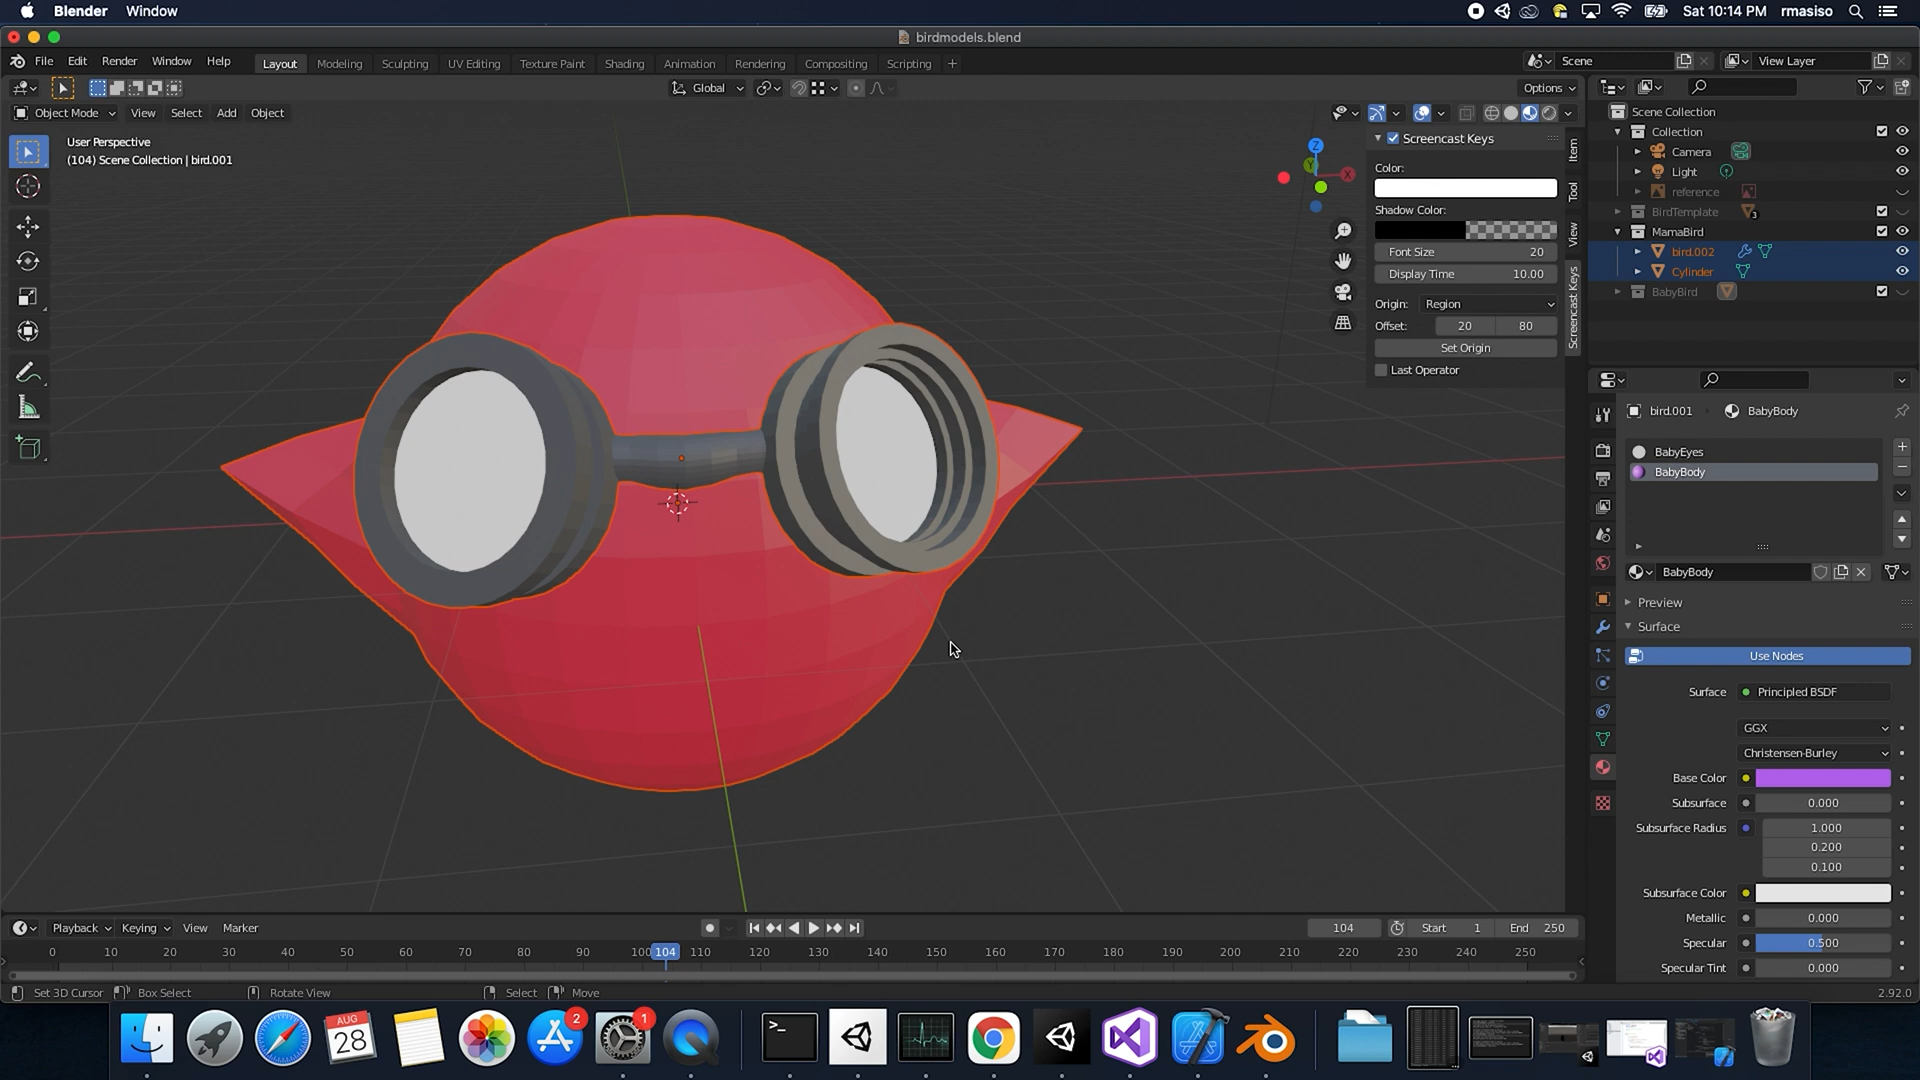 Blender Window Sat 10:14 PM rmasiso
birdmodels.blend
File Edit Render Window Help Layout Modeling Sculpting UV Editing Texture Paint Shading Animation Rendering Compositing Scripting + Scene View Layer
Global Options
Object Mode View Select Add Object
User Perspective
(104) Scene Collection | bird.001
Z
Y
X
Screencast Keys
Color:
Shadow Color:
Font Size 20
Display Time 10.00
Origin: Region
Offset: 20 80
Set Origin
Last Operator
Item
Tool
View
Screencast Keys
Scene Collection
Collection
Camera
Light
reference
BirdTemplate 3
MamaBird
bird.002
Cylinder
BabyBird
bird.001 BabyBody
BabyEyes
BabyBody
BabyBody
Preview
Surface
Use Nodes
Surface Principled BSDF
GGX
Christensen-Burley
Base Color
Subsurface 0.000
Subsurface Radius 1.000
0.200
0.100
Subsurface Color
Metallic 0.000
Specular 0.500
Specular Tint 0.000
Playback Keying View Marker 104 Start 1 End 250
0 10 20 30 40 50 60 70 80 90 100 104 110 120 130 140 150 160 170 180 190 200 210 220 230 240 250
Set 3D Cursor Box Select Rotate View Select Move 2.92.0
AUG
28
2
1